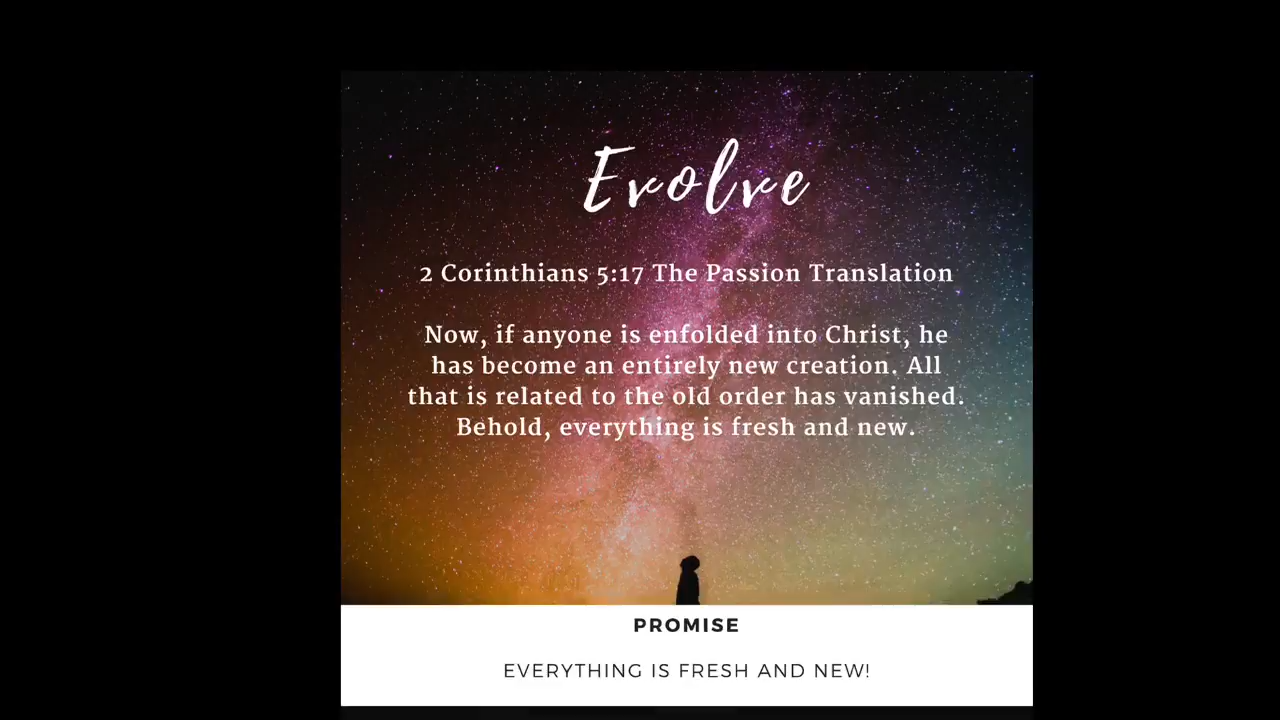 Evolve
2 Corinthians 5:17 The Passion Translation
Now, if anyone is enfolded into Christ, he
has become an entirely new creation. All
that is related to the old order has vanished.
Behold, everything is fresh and new.
PROMISE
EVERYTHING IS FRESH AND NEW!